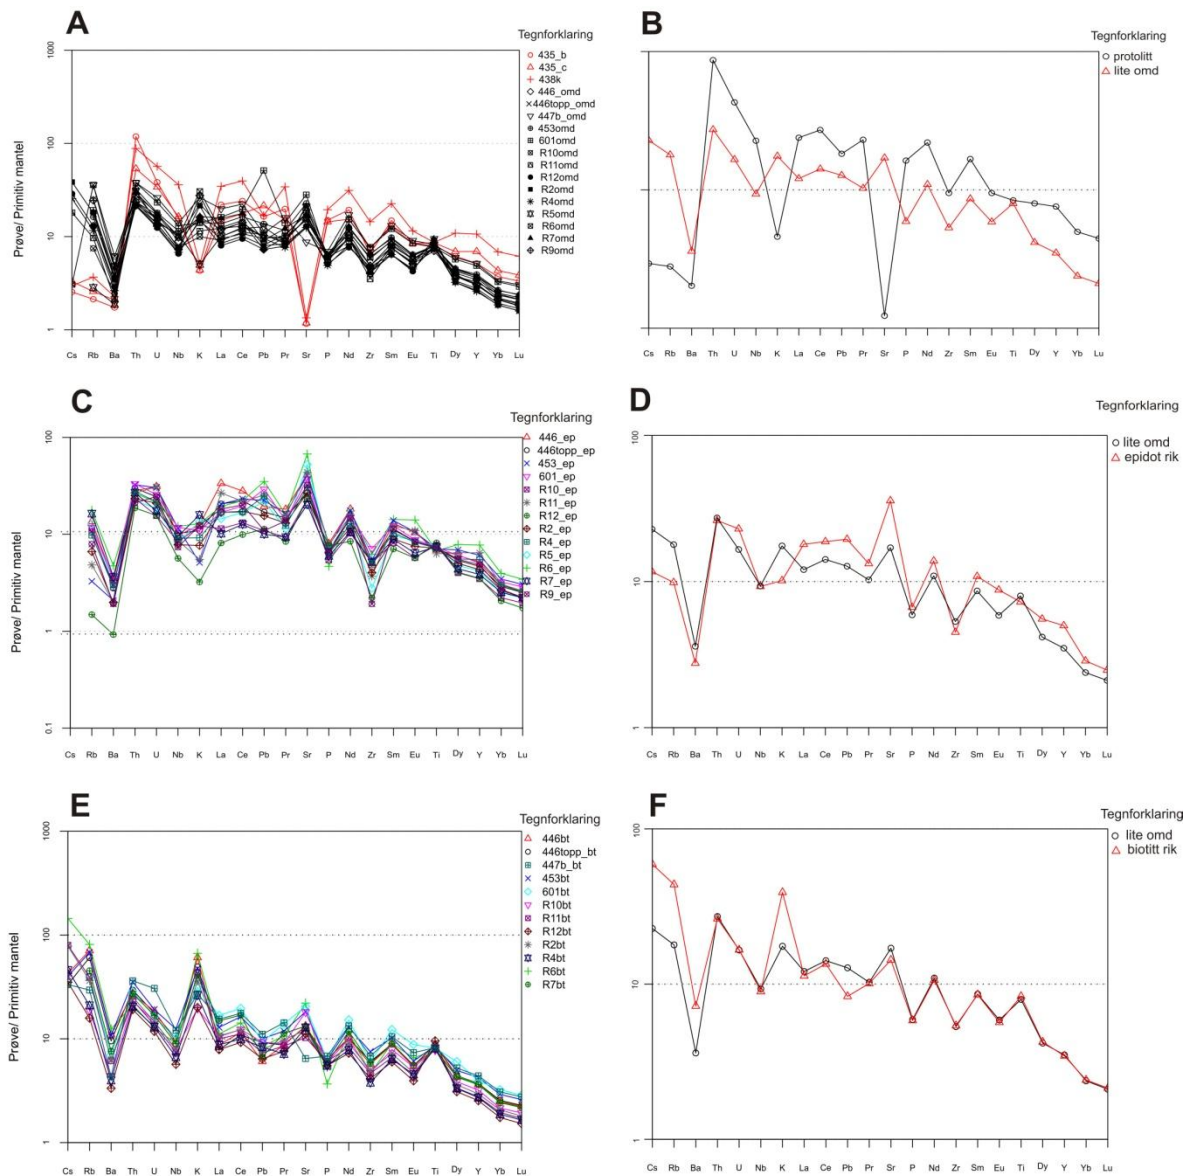 A
Tegnforklaring
435_b
435_c
438k
446_omd
446topp_omd
447b_omd
453omd
601omd
R10omd
R11omd
R12omd
R2omd
R4omd
R5omd
R6omd
R7omd
R9omd
Prøve/ Primitiv mantel
1000
100
10
1
Cs Rb Ba Th U Nb K La Ce Pb Pr Sr P Nd Zr Sm Eu Ti Dy Y Yb Lu
B
Tegnforklaring
protolitt
lite omd
Cs Rb Ba Th U Nb K La Ce Pb Pr Sr P Nd Zr Sm Eu Ti Dy Y Yb Lu
C
Tegnforklaring
446_ep
446topp_ep
453_ep
601_ep
R10_ep
R11_ep
R12_ep
R2_ep
R4_ep
R5_ep
R6_ep
R7_ep
R9_ep
Prøve/ Primitiv mantel
100
10
1
0.1
Cs Rb Ba Th U Nb K La Ce Pb Pr Sr P Nd Zr Sm Eu Ti Dy Y Yb Lu
D
Tegnforklaring
lite omd
epidot rik
100
10
1
Cs Rb Ba Th U Nb K La Ce Pb Pr Sr P Nd Zr Sm Eu Ti Dy Y Yb Lu
E
Tegnforklaring
446bt
446topp_bt
447b_bt
453bt
601bt
R10bt
R11bt
R12bt
R2bt
R4bt
R6bt
R7bt
Prøve/ Primitiv mantel
1000
100
10
1
Cs Rb Ba Th U Nb K La Ce Pb Pr Sr P Nd Zr Sm Eu Ti Dy Y Yb Lu
F
Tegnforklaring
lite omd
biotitt rik
100
10
1
Cs Rb Ba Th U Nb K La Ce Pb Pr Sr P Nd Zr Sm Eu Ti Dy Y Yb Lu